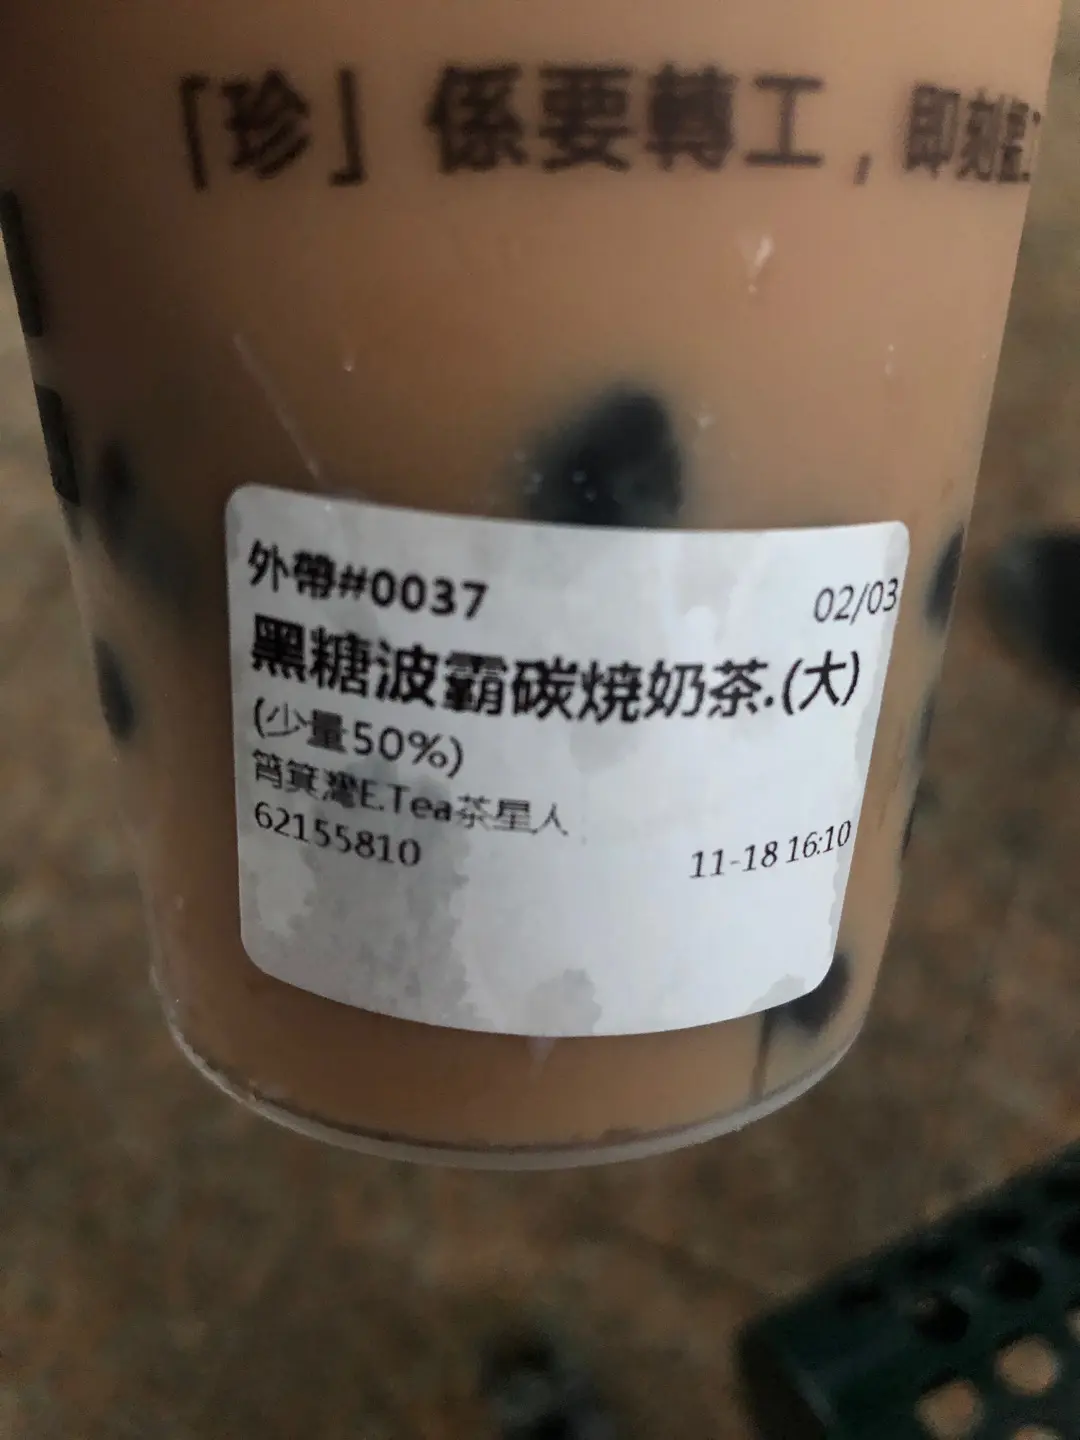 「珍」係要轉工，即刻
外帶#0037 02/03
黑糖波霸碳燒奶茶.(大)
(少量50%)
筲箕灣E.Tea茶星人
62155810 11-18 16:10